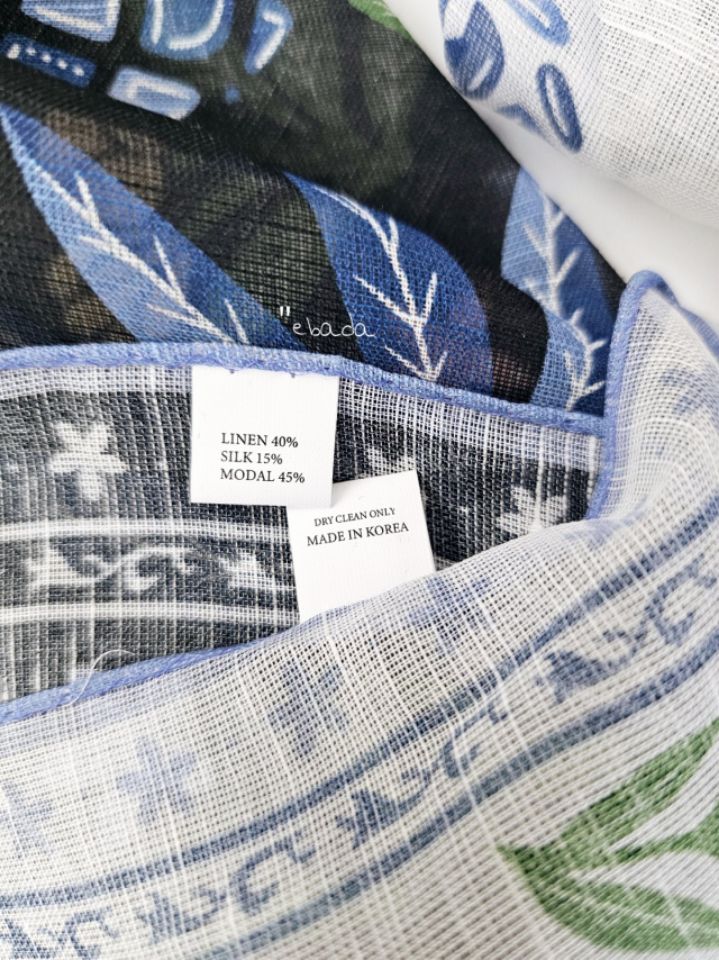 "ebada
LINEN 40%
SILK 15%
MODAL 45%
DRY CLEAN ONLY
MADE IN KOREA